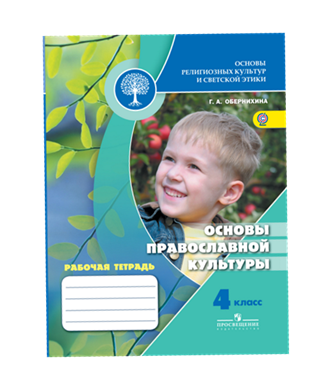 ОСНОВЫ
РЕЛИГИОЗНЫХ КУЛЬТУР
И СВЕТСКОЙ ЭТИКИ
Г. А. ОБЕРНИХИНА
ОСНОВЫ
ПРАВОСЛАВНОЙ
КУЛЬТУРЫ
РАБОЧАЯ ТЕТРАДЬ
4 класс
ПРОСВЕЩЕНИЕ